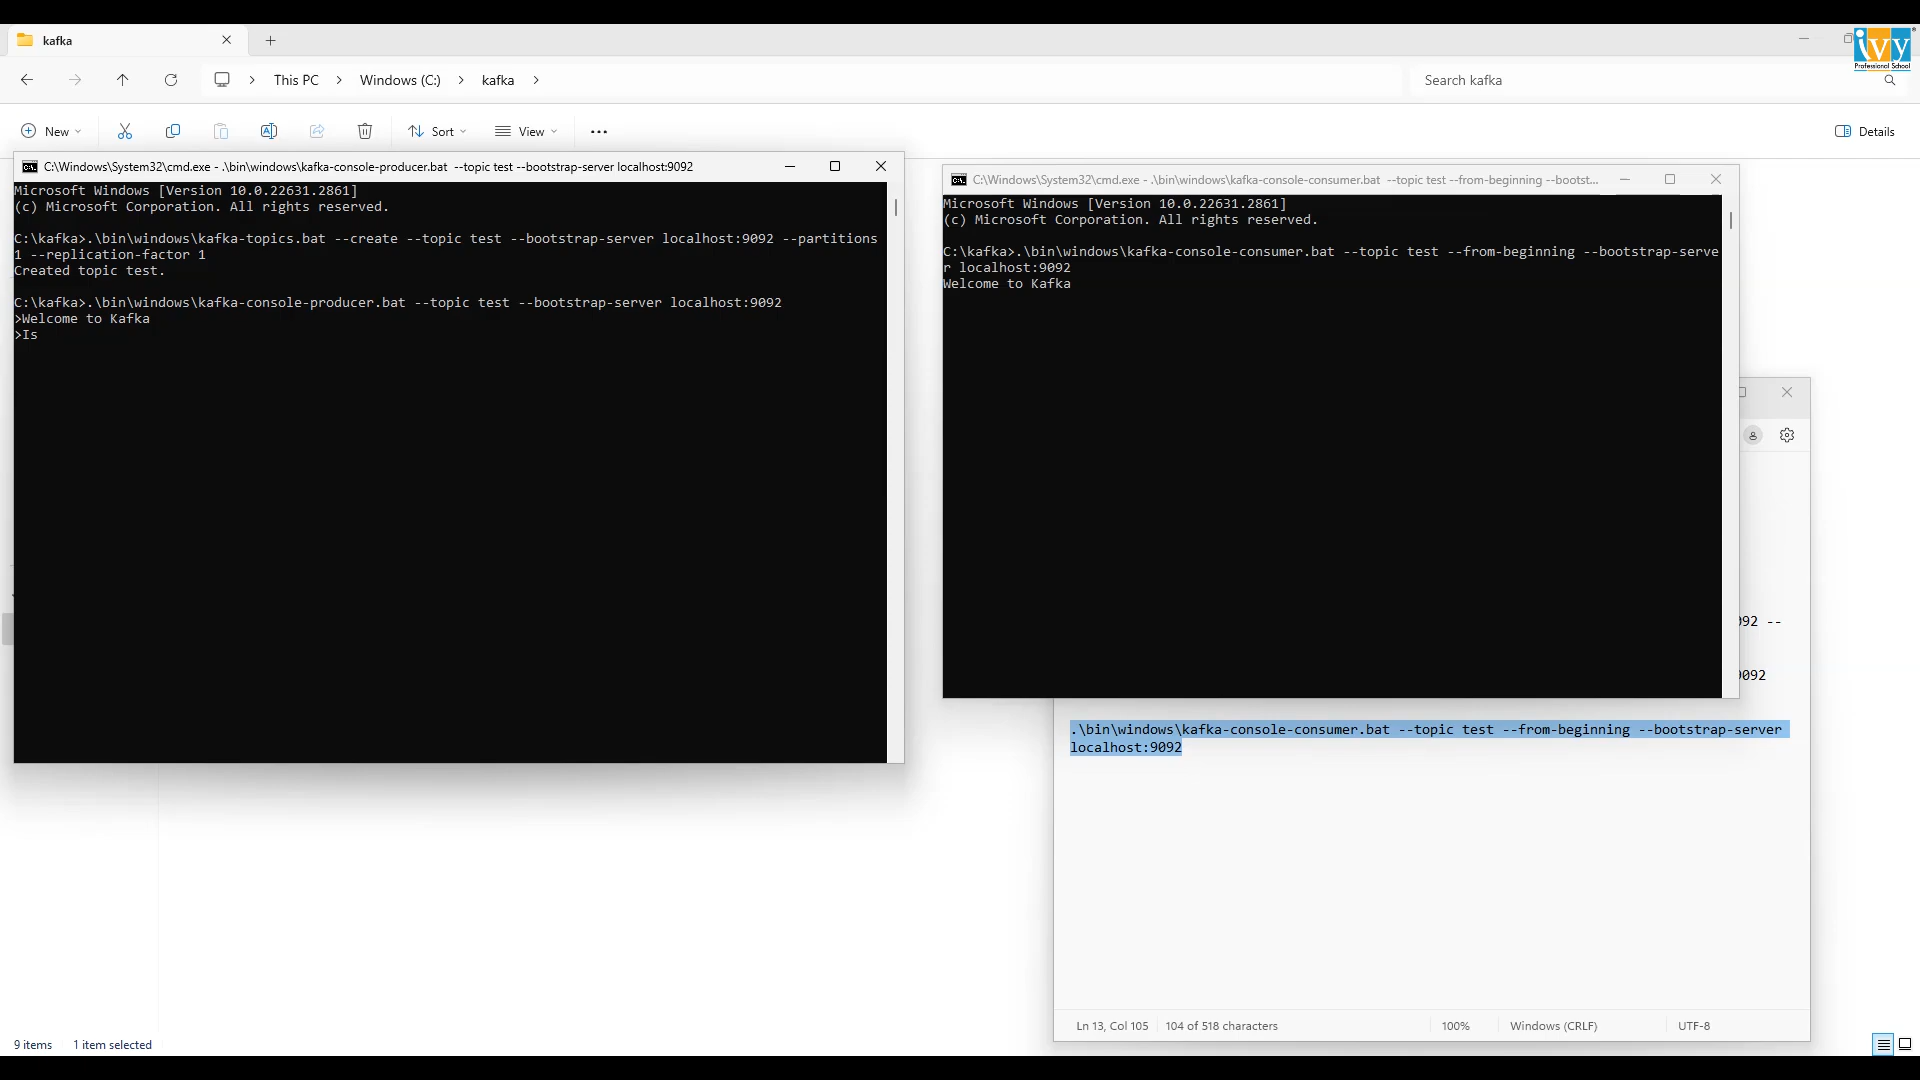 kafka
ivy
Professional School
This PC
Windows (C:)
kafka
Search kafka
New
Sort
View
Details
C:\Windows\System32\cmd.exe - .\bin\windows\kafka-console-producer.bat --topic test --bootstrap-server localhost:9092
Microsoft Windows [Version 10.0.22631.2861]
(c) Microsoft Corporation. All rights reserved.
C:\kafka>.\bin\windows\kafka-topics.bat --create --topic test --bootstrap-server localhost:9092 --partitions
1 --replication-factor 1
Created topic test.
C:\kafka>.\bin\windows\kafka-console-producer.bat --topic test --bootstrap-server localhost:9092
>Welcome to Kafka
>Is
C:\Windows\System32\cmd.exe - .\bin\windows\kafka-console-consumer.bat --topic test --from-beginning --bootst...
Microsoft Windows [Version 10.0.22631.2861]
(c) Microsoft Corporation. All rights reserved.
C:\kafka>.\bin\windows\kafka-console-consumer.bat --topic test --from-beginning --bootstrap-serve
r localhost:9092
Welcome to Kafka
092 --
9092
.\bin\windows\kafka-console-consumer.bat --topic test --from-beginning --bootstrap-server
localhost:9092
Ln 13, Col 105
104 of 518 characters
100%
Windows (CRLF)
UTF-8
9 items
1 item selected